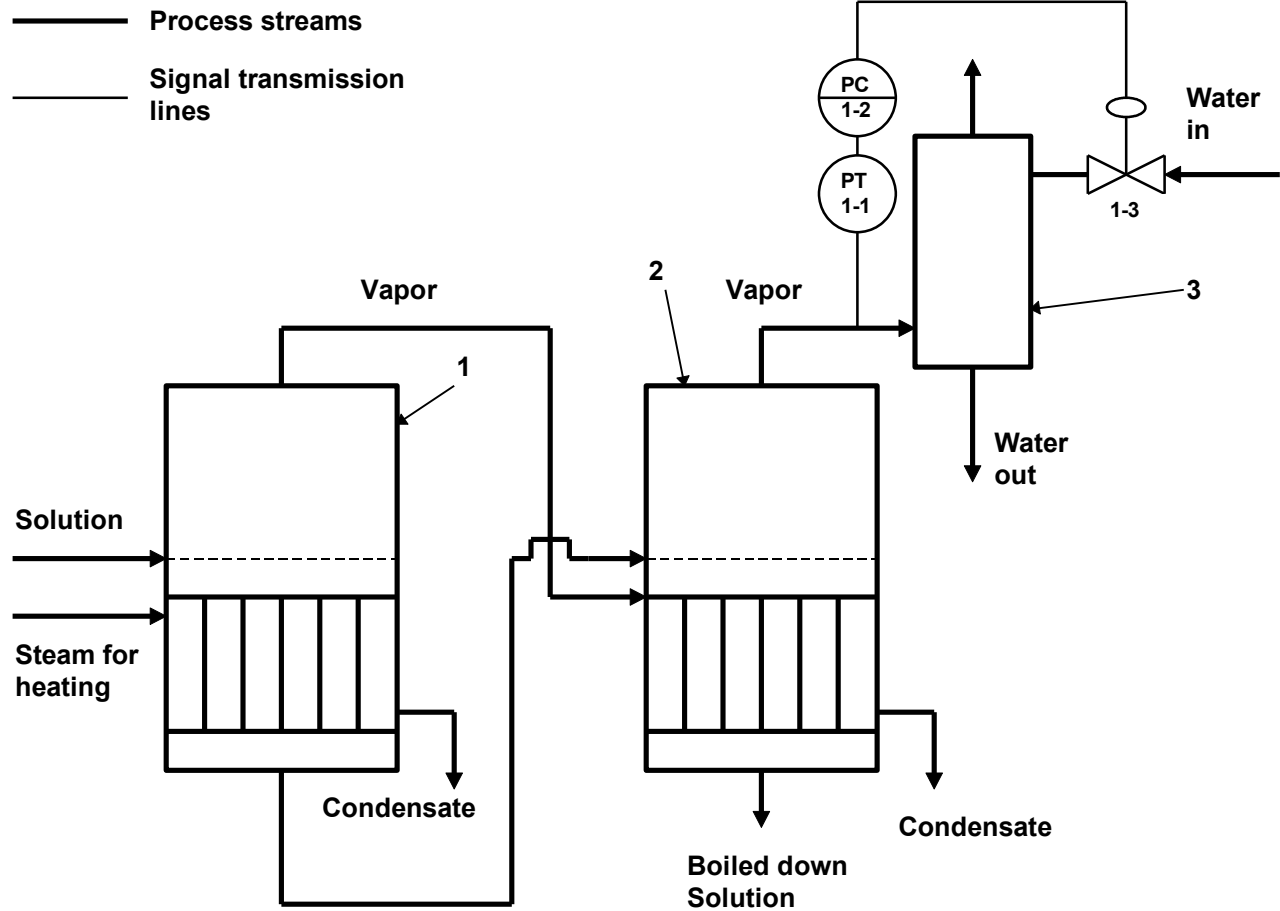 Process streams
Signal transmission
lines
PC
1-2
PT
1-1
Water
in
1-3
Vapor
2
Vapor
3
1
Water
out
Solution
Steam for
heating
Condensate
Condensate
Boiled down
Solution